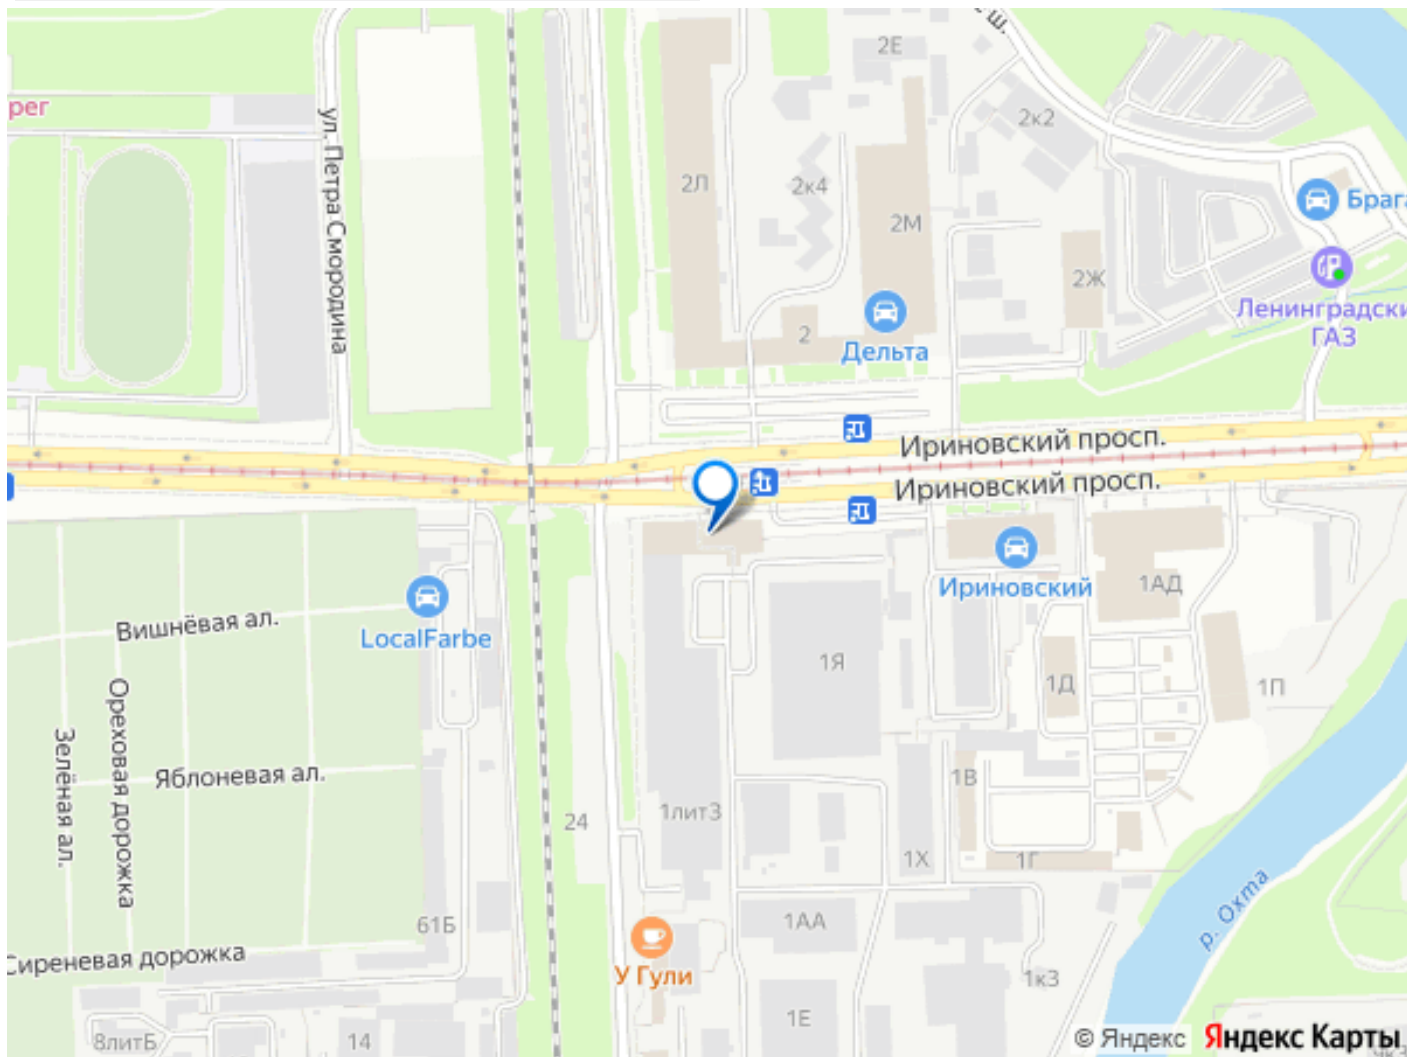 ш.
2Е
рег
ул. Петра Смородина
2к2
2Л
2к4
2М
Брага
2Ж
Ленинградски
ГАЗ
2
Дельта
Ириновский просп.
Ириновский просп.
Ириновский
1АД
LocalFarbe
Вишнёвая ал.
1Я
1Д
1П
Ореховая дорожка
Зелёная ал.
Яблоневая ал.
1В
24
1лит3
1Х
1Г
р. Охта
61Б
1АА
У Гули
Сиреневая дорожка
1к3
1Е
8литБ
14
© Яндекс Яндекс Карты